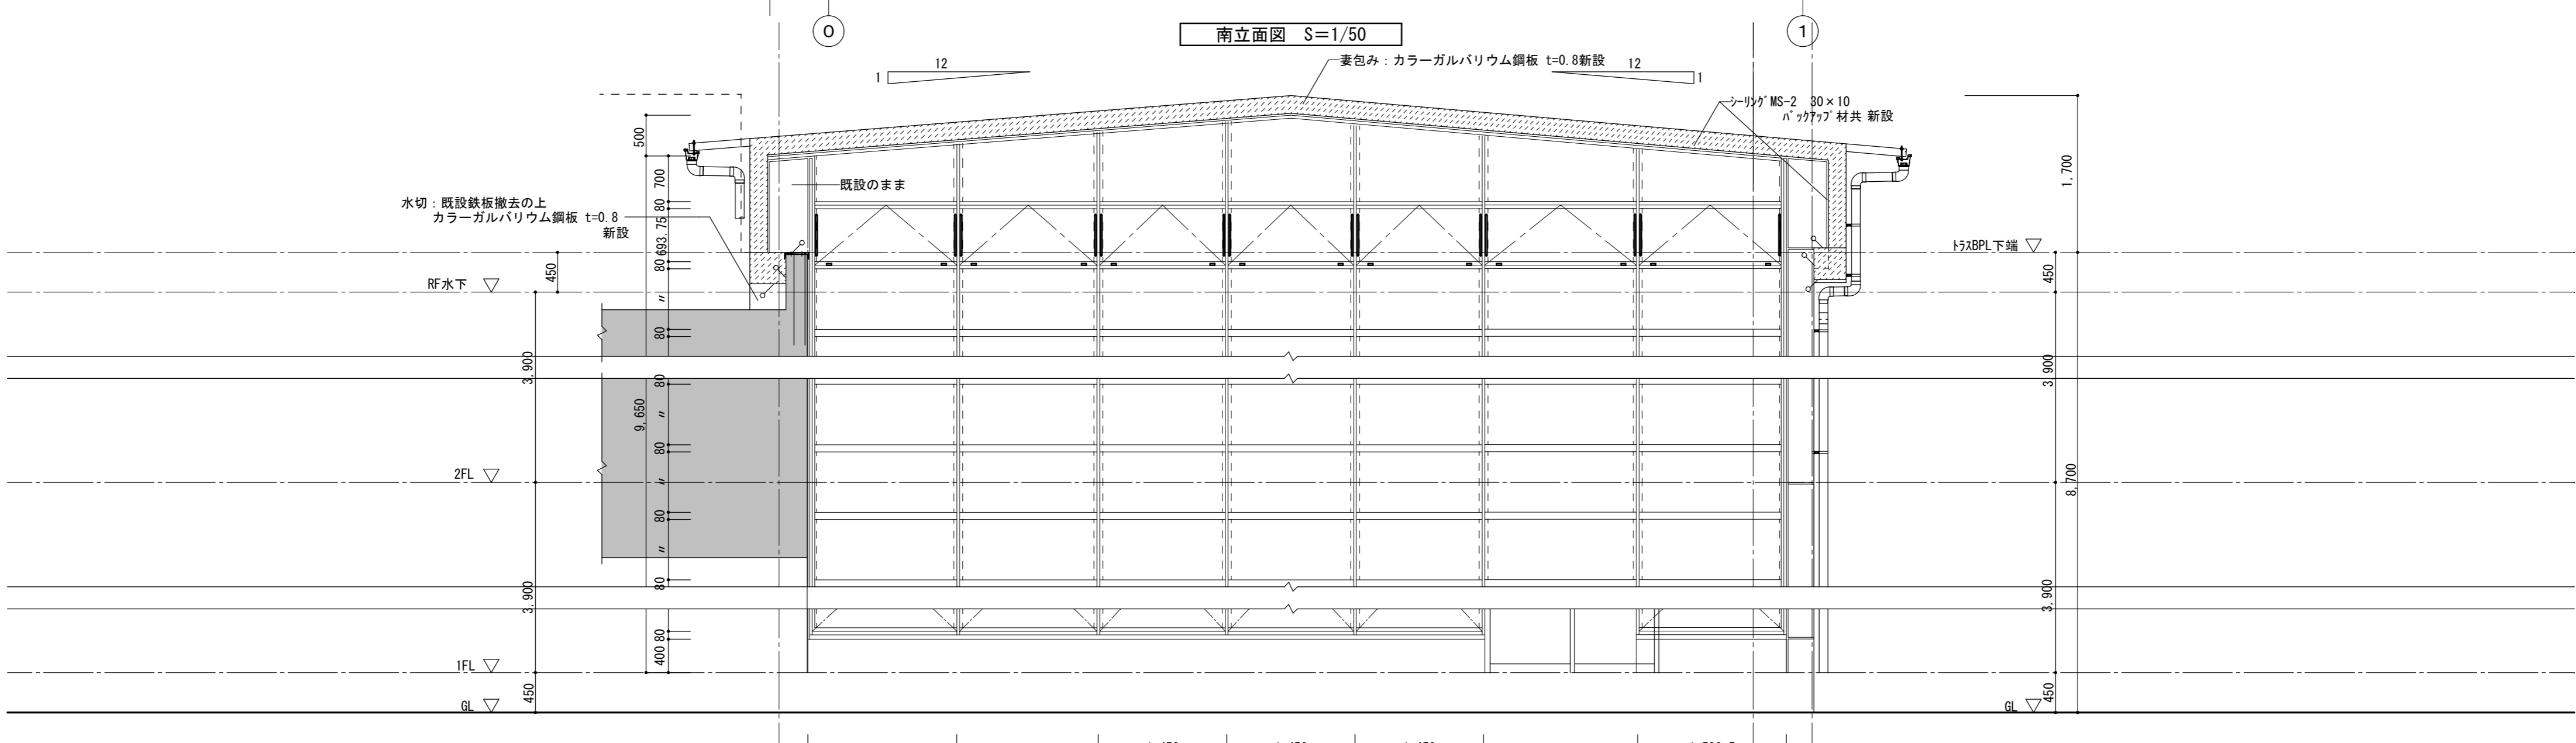 0
南立面図 S=1/50
1
12
1
妻包み：カラーガルバリウム鋼板 t=0.8新設
12
1
シーリング MS-2 30×10
バックアップ材共 新設
500
700
80
693.75
80
〃
80
80
〃
80
〃
80
〃
80
80
400
9,650
既設のまま
水切：既設鉄板撤去の上
カラーガルバリウム鋼板 t=0.8
新設
450
RF水下
3,900
2FL
3,900
1FL
450
GL
1,700
トラスBPL下端
450
3,900
8,700
3,900
450
GL